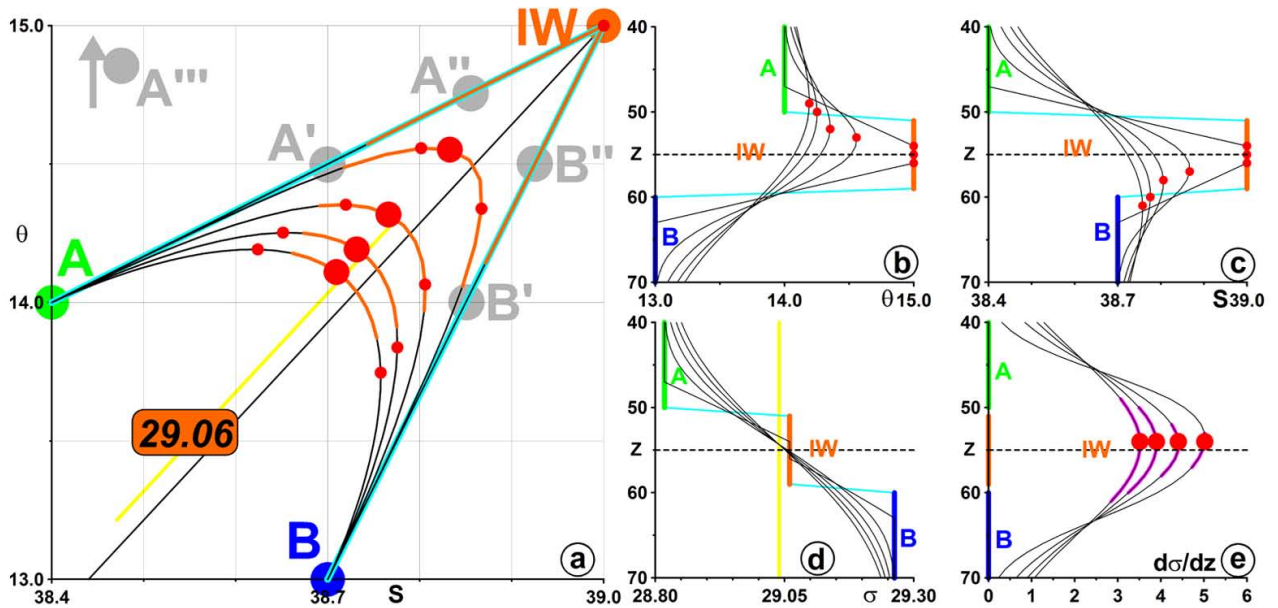 15.0
IW
A'''
A''
A'
B''
θ
A
14.0
B'
29.06
B
a
13.0
38.4
38.7
S
39.0
40
A
50
Z
IW
60
B
b
70
13.0
14.0
θ
15.0
40
A
50
Z
IW
60
B
c
70
38.4
38.7
S39.0
40
A
50
Z
IW
60
B
d
70
28.80
29.05
σ
29.30
40
A
50
Z
IW
60
B
e
dσ/dz
70
0 1 2 3 4 5 6